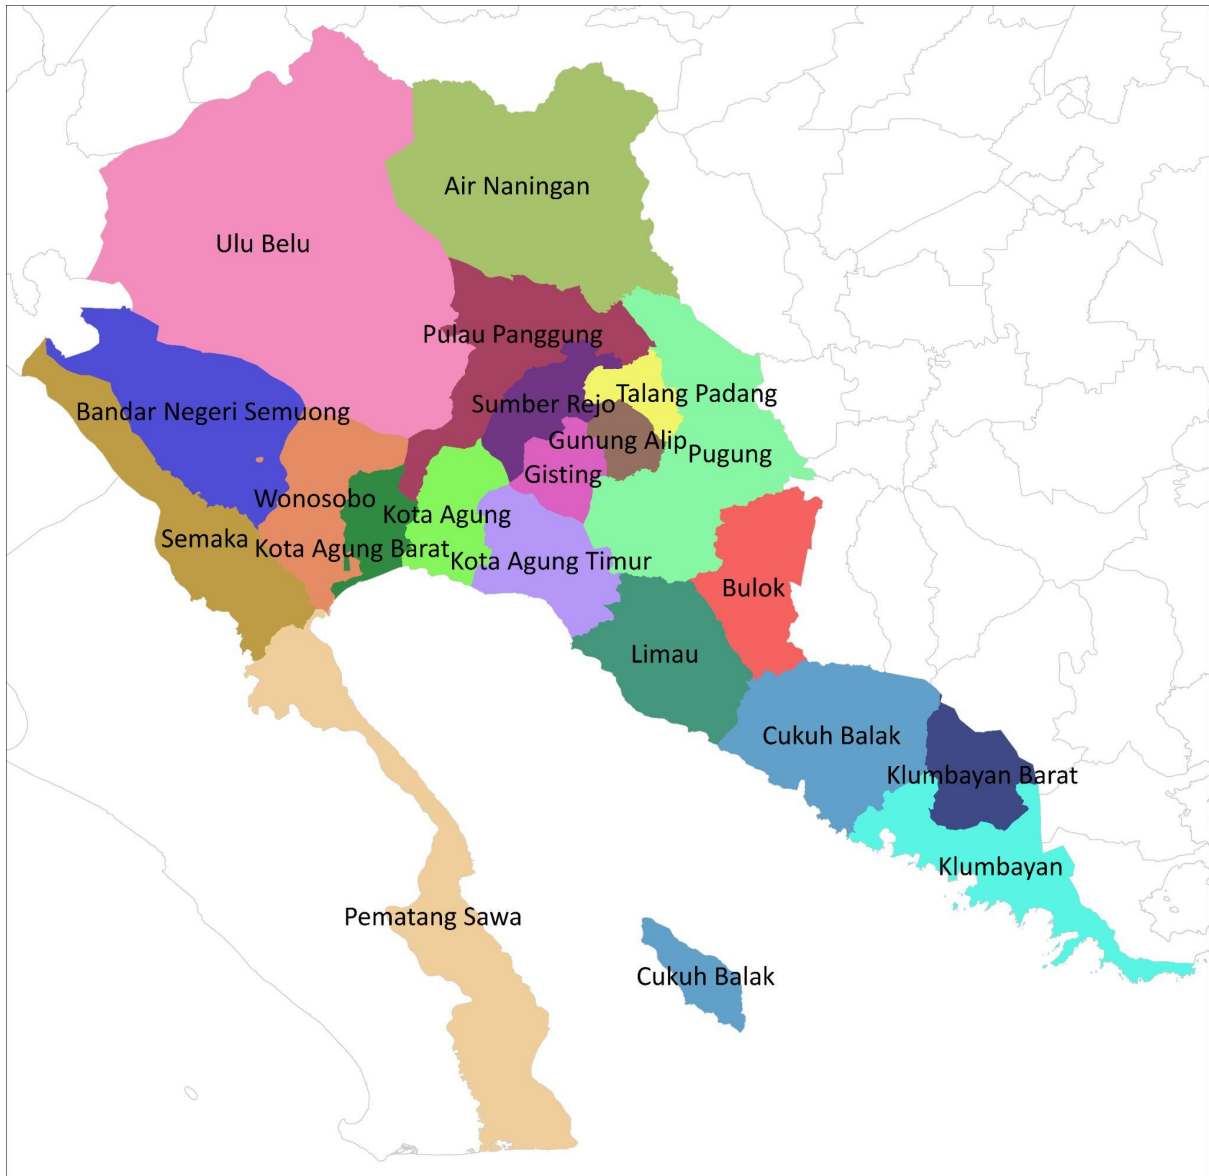 Air Naningan
Ulu Belu
Pulau Panggung
Talang Padang
Sumber Rejo
Bandar Negeri Semuong
Gunung Alip
Pugung
Gisting
Wonosobo
Kota Agung
Semaka
Kota Agung Barat
Kota Agung Timur
Bulok
Limau
Cukuh Balak
Klumbayan Barat
Klumbayan
Pematang Sawa
Cukuh Balak